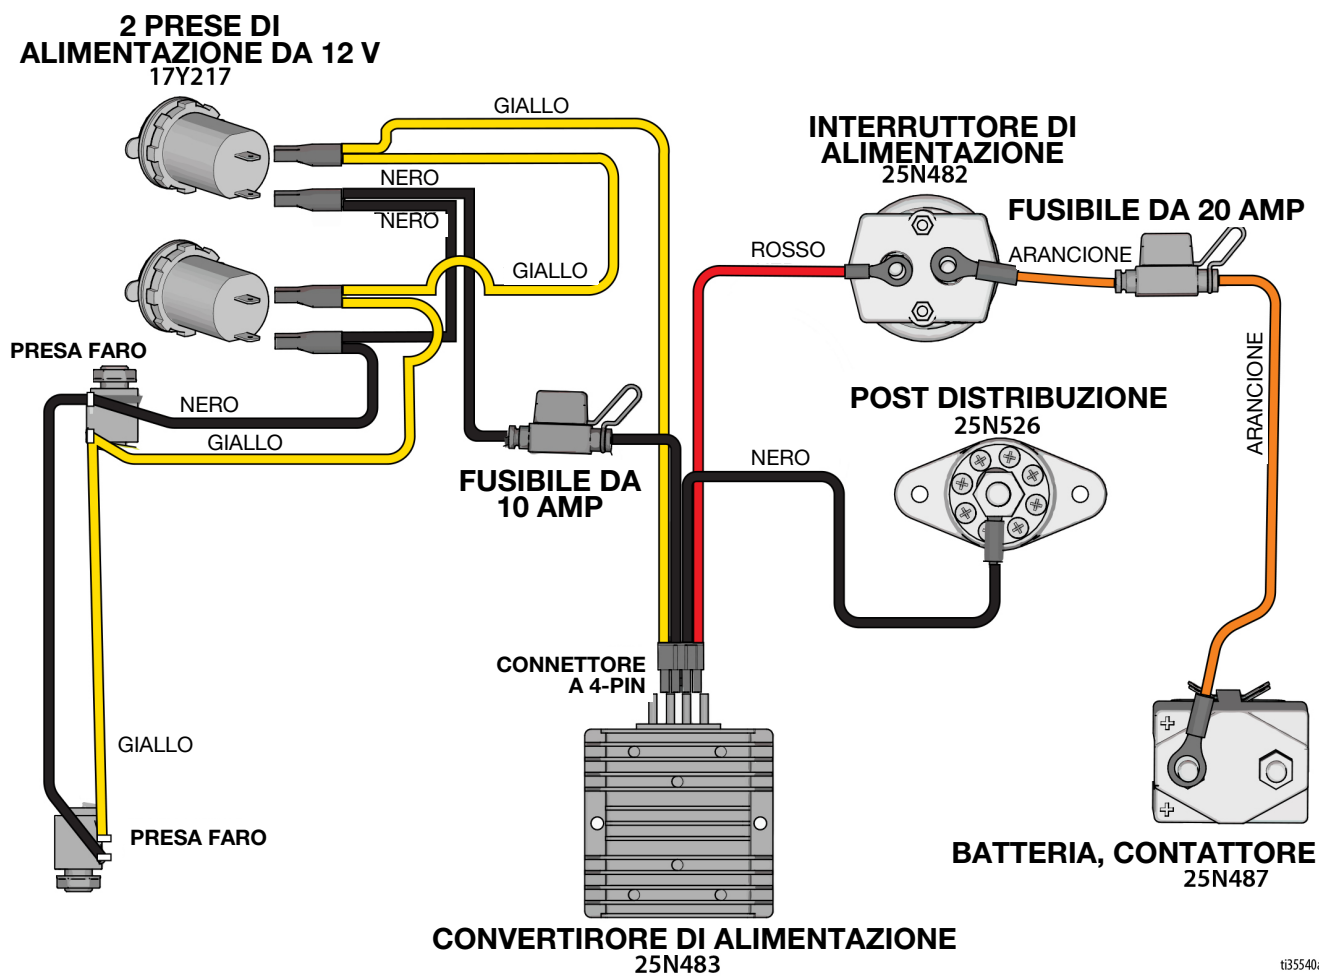 2 PRESE DI
ALIMENTAZIONE DA 12 V
17Y217
GIALLO
NERO
NERO
GIALLO
INTERRUTTORE DI
ALIMENTAZIONE
25N482
FUSIBILE DA 20 AMP
ROSSO
ARANCIONE
ARANCIONE
PRESA FARO
NERO
GIALLO
FUSIBILE DA
10 AMP
POST DISTRIBUZIONE
25N526
NERO
CONNETTORE
A 4-PIN
GIALLO
PRESA FARO
BATTERIA, CONTATTORE
25N487
CONVERTIRORE DI ALIMENTAZIONE
25N483
ti35540a